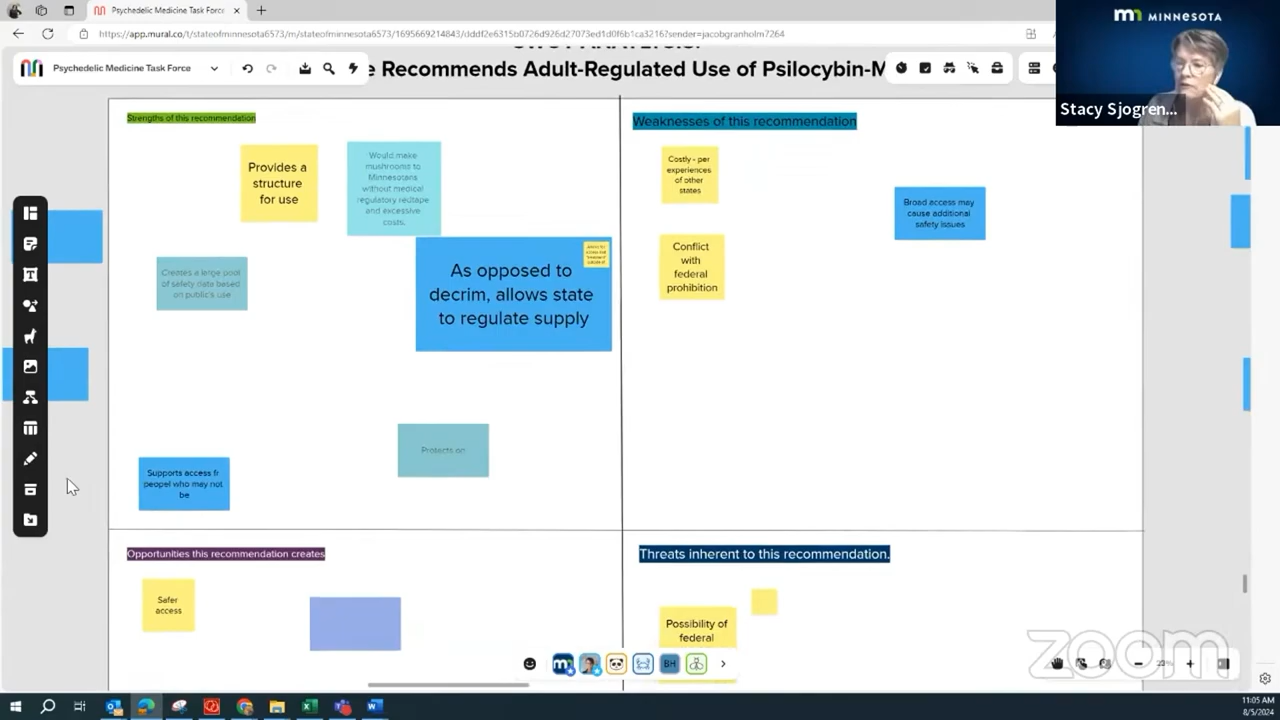 Psychedelic Medicine Task Force
https://app.mural.co/t/stateofminnesota6573/m/stateofminnesota6573/1695669214843/dddf2e6315b0726d926d27073ed1d0f6b1ca3216?sender=jacobgranholm7264
MINNESOTA
Stacy Sjogren...
Psychedelic Medicine Task Force
e Recommends Adult-Regulated Use of Psilocybin-M
Strengths of this recommendation
Provides a
structure
for use
Would make
mushrooms to
Minnesotans
without medical
regulatory redtape
and excessive
costs.
Creates a large pool
of safety data based
on public's use
As opposed to
decrim, allows state
to regulate supply
Protects on
Supports access fr
peopel who may not
be
Weaknesses of this recommendation
Costly - per
experiences
of other
states
Broad access may
cause additional
safety issues
Conflict
with
federal
prohibition
Opportunities this recommendation creates
Safer
access
Threats inherent to this recommendation.
Possibility of
federal
BH
zoom
11:05 AM
8/5/2024